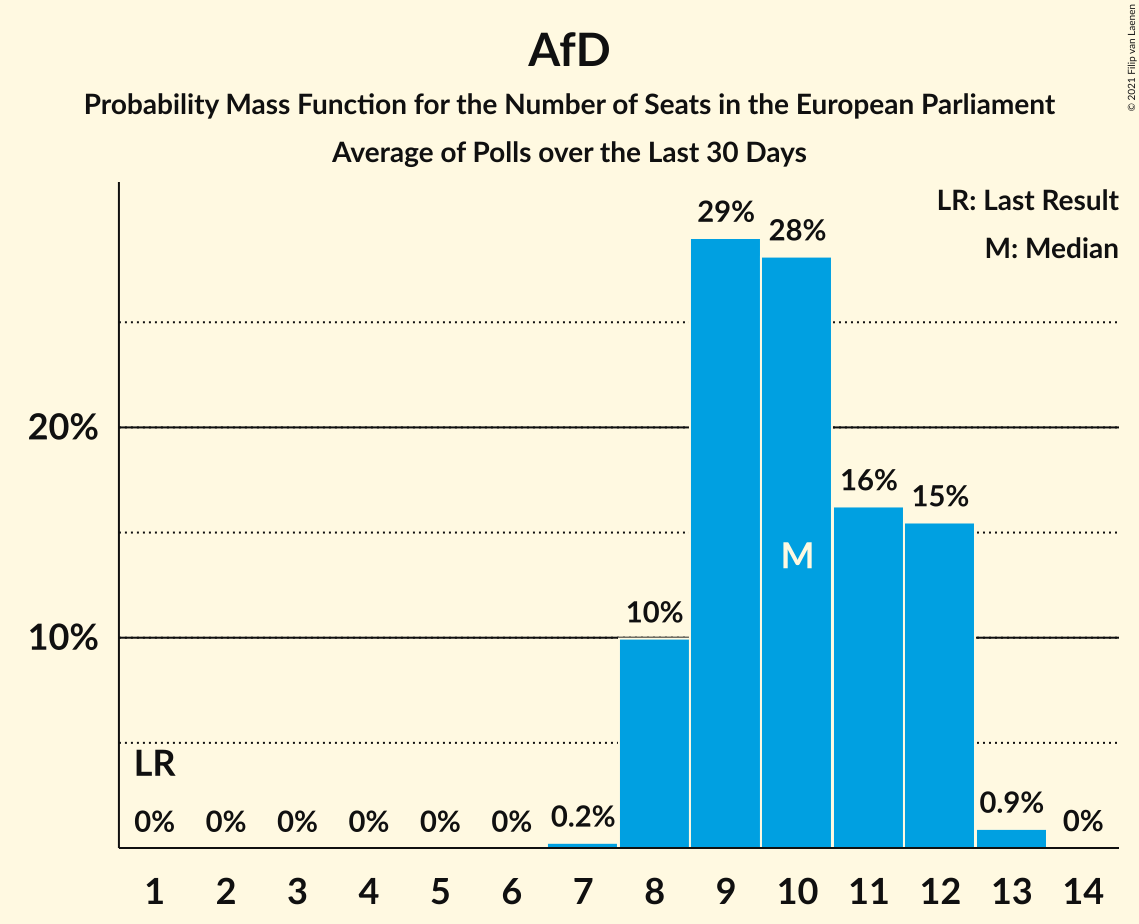 AfD
Probability Mass Function for the Number of Seats in the European Parliament
Average of Polls over the Last 30 Days
© 2021 Filip van Laenen
LR: Last Result
M: Median
29%
28%
20%
16%
15%
M
10%
10%
LR
0%
0%
0%
0%
0%
0%
0.2%
0.9%
0%
1 2 3 4 5 6 7 8 9 10 11 12 13 14